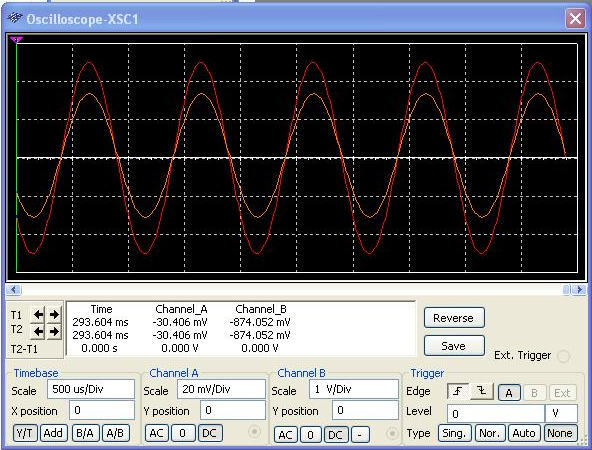 Oscilloscope-XSC1
T1
T2
T2-T1
Time Channel_A Channel_B
293.604 ms -30.406 mV -874.052 mV
293.604 ms -30.406 mV -874.052 mV
0.000 s 0.000 V 0.000 V
Reverse
Save
Ext. Trigger
Timebase
Scale 500 us/Div
X position 0
Y/T Add B/A A/B
Channel A
Scale 20 mV/Div
Y position 0
AC 0 DC
Channel B
Scale 1 V/Div
Y position 0
AC 0 DC -
Trigger
Edge A B Ext
Level 0 V
Type Sing. Nor. Auto None